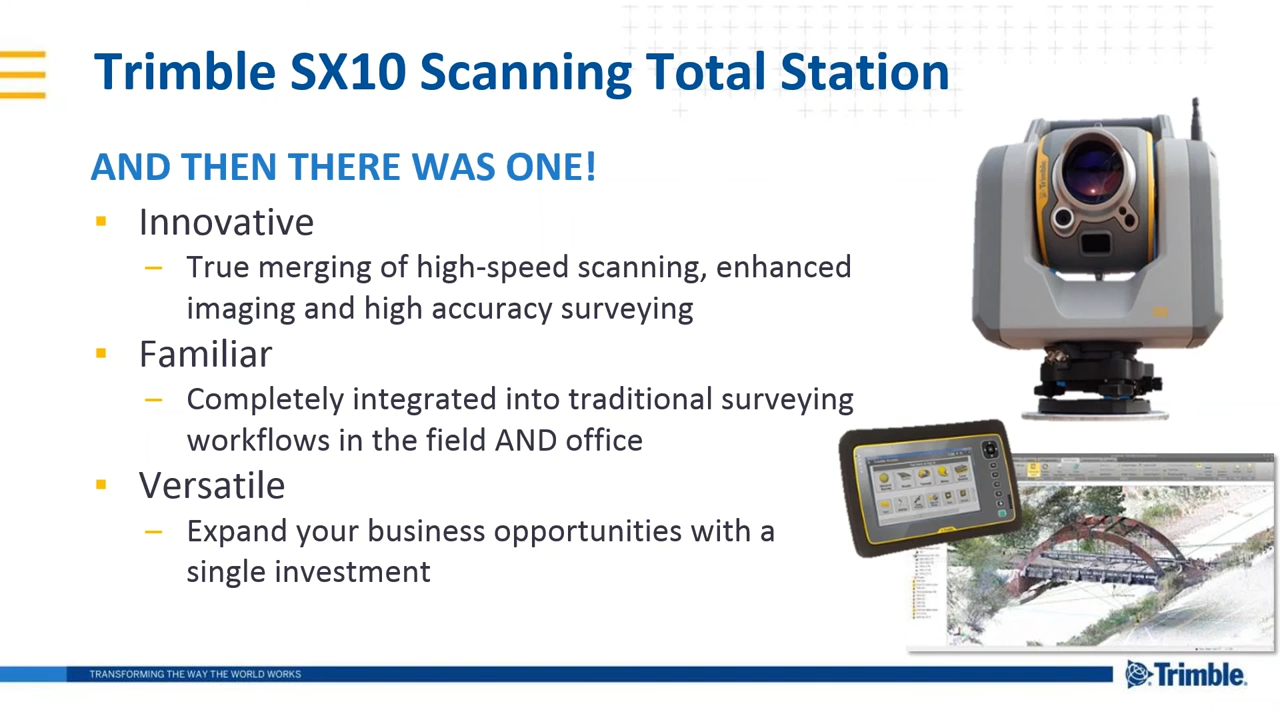 Trimble SX10 Scanning Total Station
AND THEN THERE WAS ONE!
Innovative
– True merging of high-speed scanning, enhanced
imaging and high accuracy surveying
Familiar
– Completely integrated into traditional surveying
workflows in the field AND office
Versatile
– Expand your business opportunities with a
single investment
Trimble
TRANSFORMING THE WAY THE WORLD WORKS
Trimble